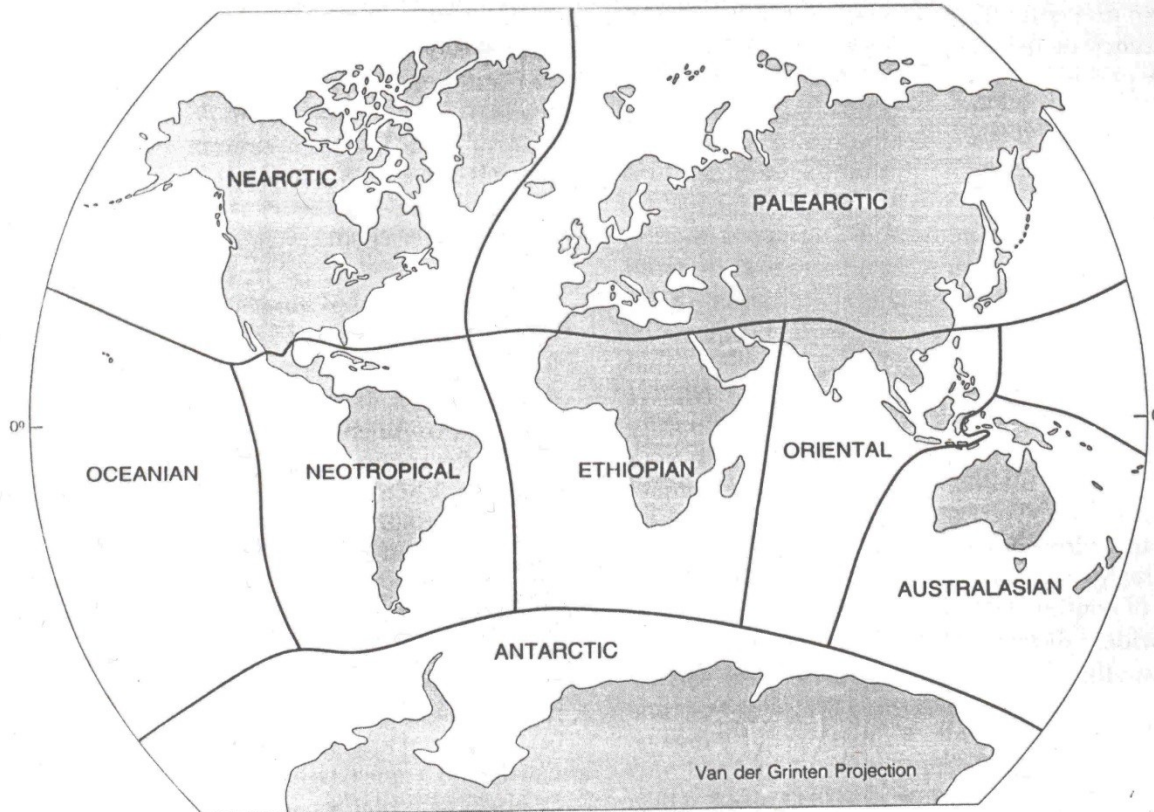 NEARCTIC
PALEARCTIC
0º
OCEANIAN
NEOTROPICAL
ETHIOPIAN
ORIENTAL
AUSTRALASIAN
ANTARCTIC
Van der Grinten Projection